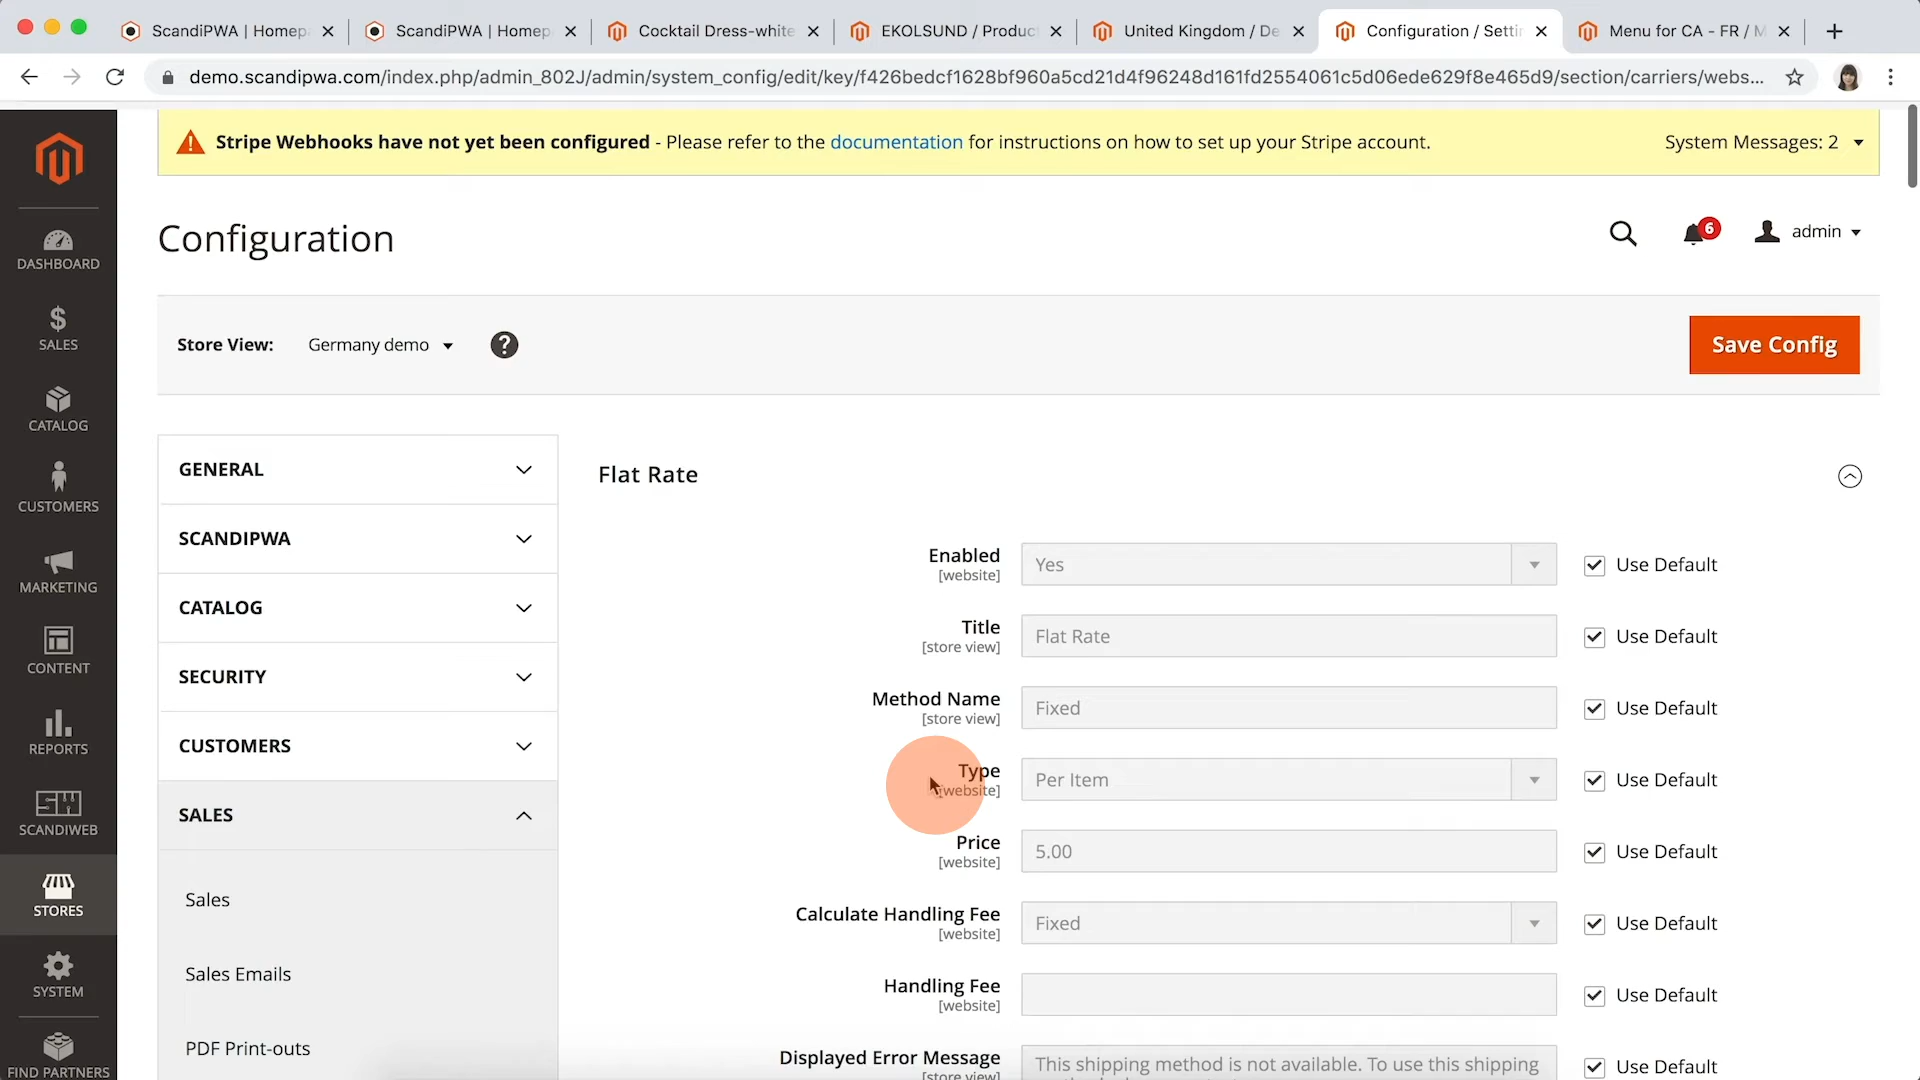 ScandiPWA | Homep
ScandiPWA | Homep
Cocktail Dress-white
EKOLSUND / Produc
United Kingdom / De
Configuration / Setti
Menu for CA - FR / M
demo.scandipwa.com/index.php/admin_802J/admin/system_config/edit/key/f426bedcf1628bf960a5cd21d4f96248d161fd2554061c5d06ede629f8e465d9/section/carriers/webs...
Stripe Webhooks have not yet been configured - Please refer to the documentation for instructions on how to set up your Stripe account.
System Messages: 2
Configuration
6
admin
Store View:
Germany demo
?
Save Config
DASHBOARD
$
SALES
CATALOG
CUSTOMERS
MARKETING
CONTENT
REPORTS
SW
SCANDIWEB
STORES
SYSTEM
FIND PARTNERS
GENERAL
SCANDIPWA
CATALOG
SECURITY
CUSTOMERS
SALES
Sales
Sales Emails
PDF Print-outs
Flat Rate
Enabled
[website]
Yes
Use Default
Title
[store view]
Flat Rate
Use Default
Method Name
[store view]
Fixed
Use Default
Type
[website]
Per Item
Use Default
Price
[website]
5.00
Use Default
Calculate Handling Fee
[website]
Fixed
Use Default
Handling Fee
[website]
Use Default
Displayed Error Message
[store view]
This shipping method is not available. To use this shipping
Use Default